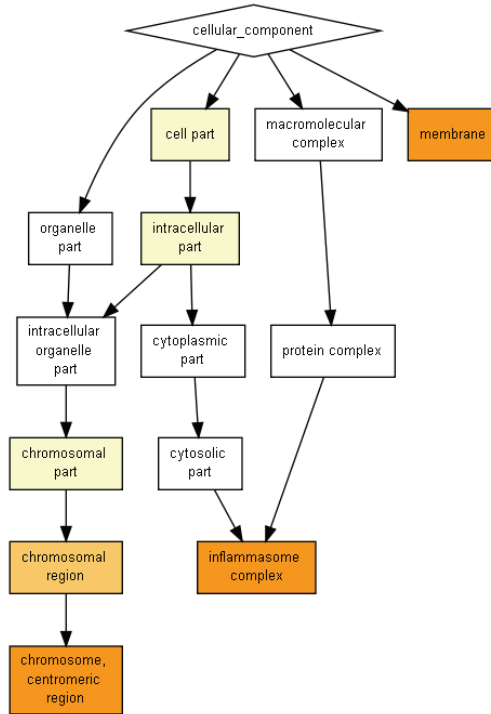 cellular_component
cell part
macromolecular
complex
membrane
organelle
part
intracellular
part
intracellular
organelle
part
cytoplasmic
part
protein complex
chromosomal
part
cytosolic
part
chromosomal
region
inflammasome
complex
chromosome,
centromeric
region